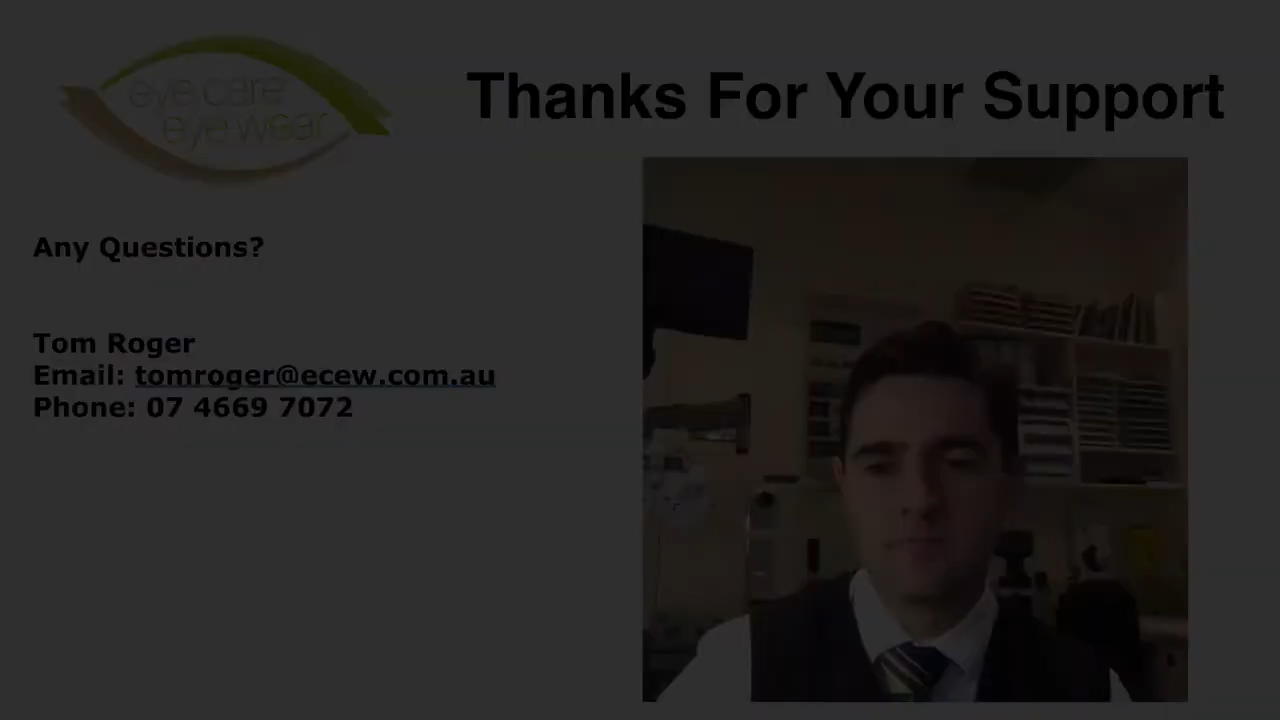 eye care
eye wear
Thanks For Your Support
Any Questions?
Tom Roger
Email: tomroger@ecew.com.au
Phone: 07 4669 7072